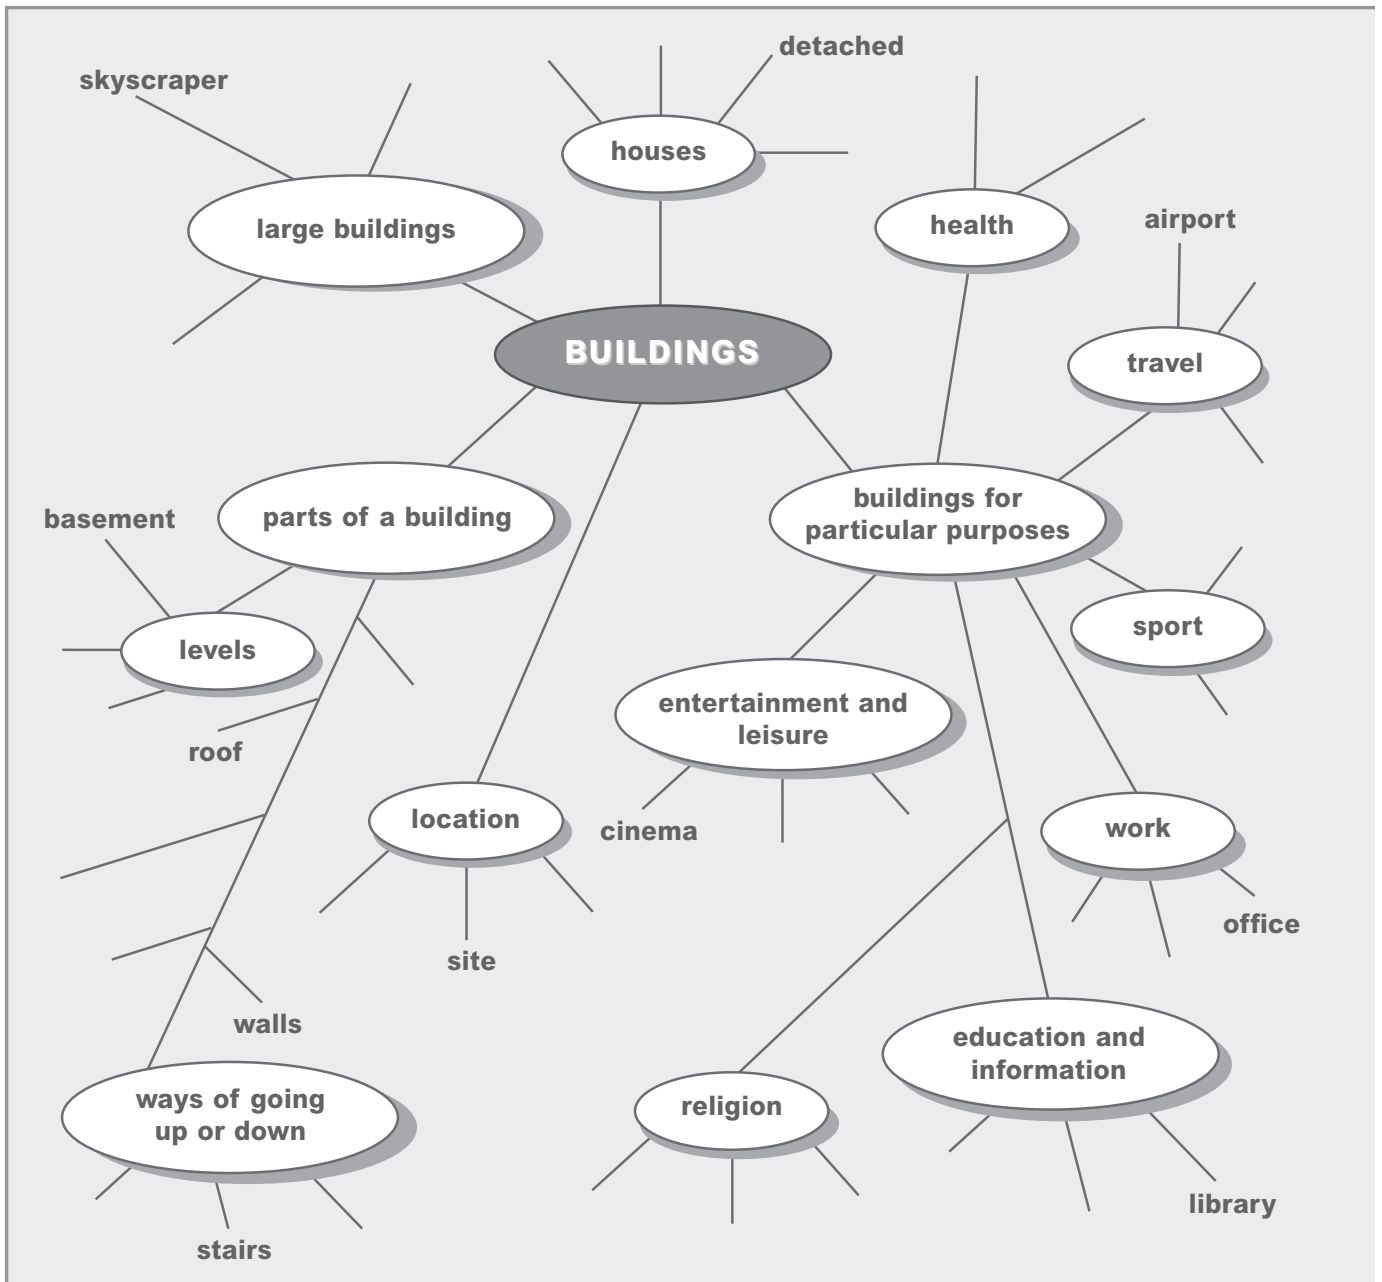 detached
skyscraper
houses
large buildings
health
airport
BUILDINGS
travel
basement
parts of a building
buildings for
particular purposes
levels
sport
roof
entertainment and
leisure
location
cinema
work
site
office
walls
education and
information
ways of going
up or down
religion
library
stairs